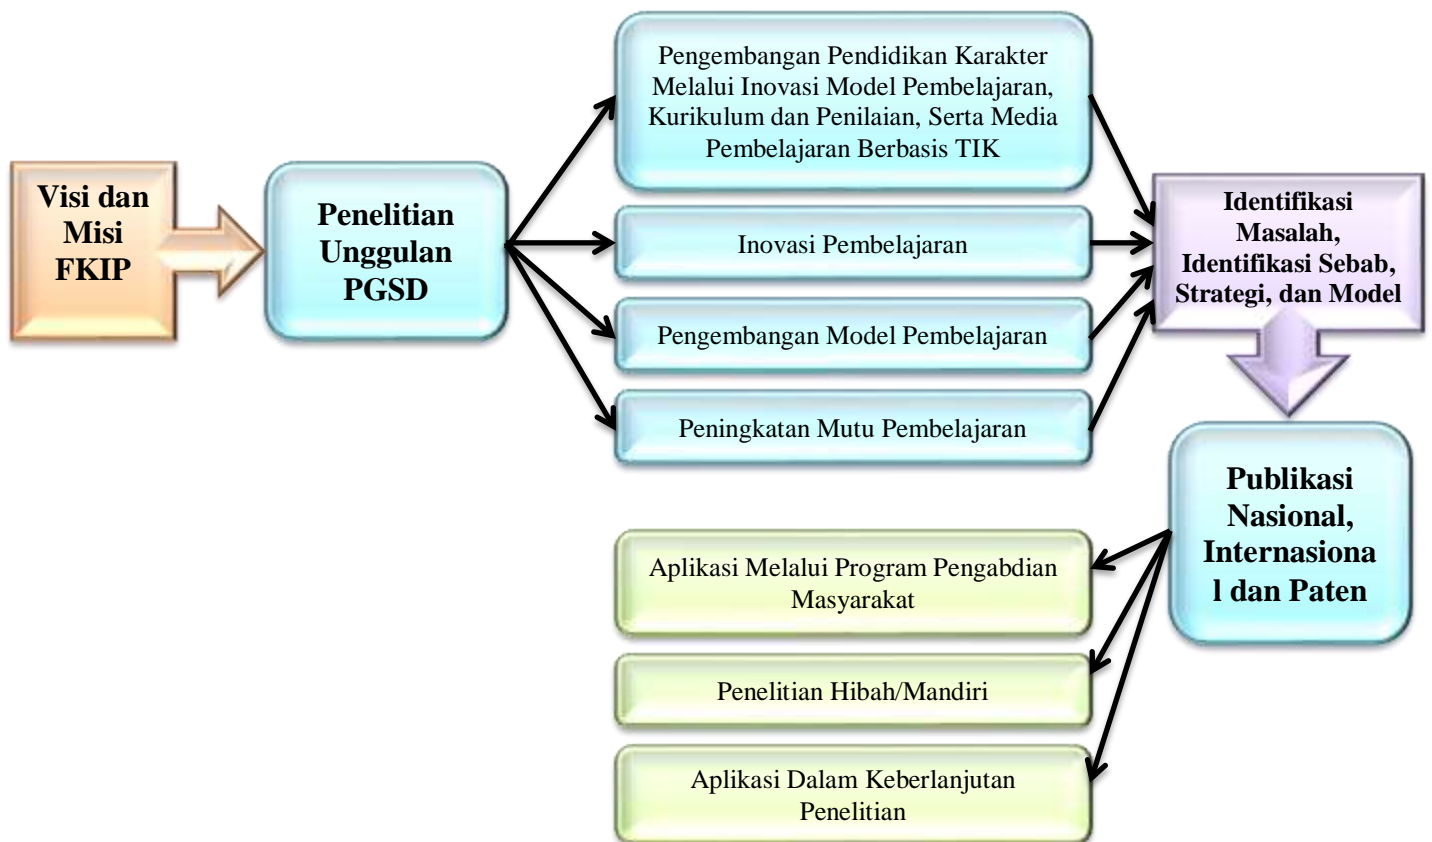 Visi dan
Misi
FKIP
Penelitian
Unggulan
PGSD
Pengembangan Pendidikan Karakter
Melalui Inovasi Model Pembelajaran,
Kurikulum dan Penilaian, Serta Media
Pembelajaran Berbasis TIK
Inovasi Pembelajaran
Pengembangan Model Pembelajaran
Peningkatan Mutu Pembelajaran
Identifikasi
Masalah,
Identifikasi Sebab,
Strategi, dan Model
Publikasi
Nasional,
Internasiona
l dan Paten
Aplikasi Melalui Program Pengabdian
Masyarakat
Penelitian Hibah/Mandiri
Aplikasi Dalam Keberlanjutan
Penelitian